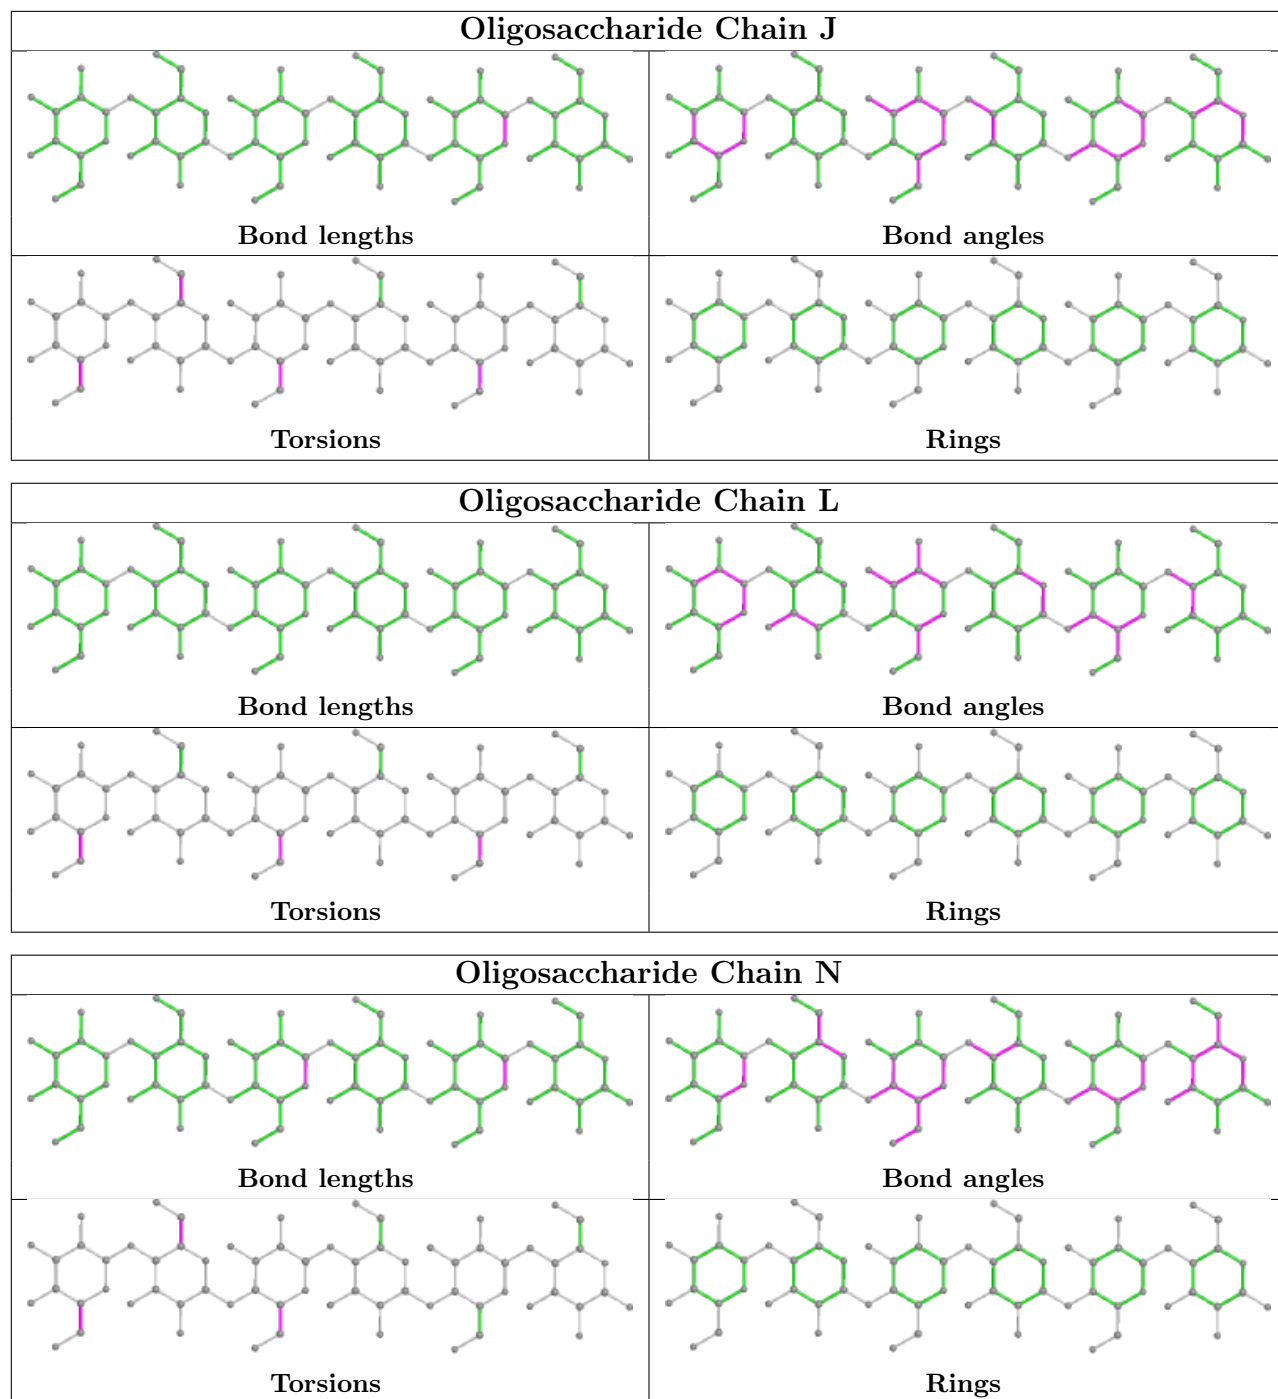 Oligosaccharide Chain J
Bond lengths
Bond angles
Torsions
Rings
Oligosaccharide Chain L
Bond lengths
Bond angles
Torsions
Rings
Oligosaccharide Chain N
Bond lengths
Bond angles
Torsions
Rings